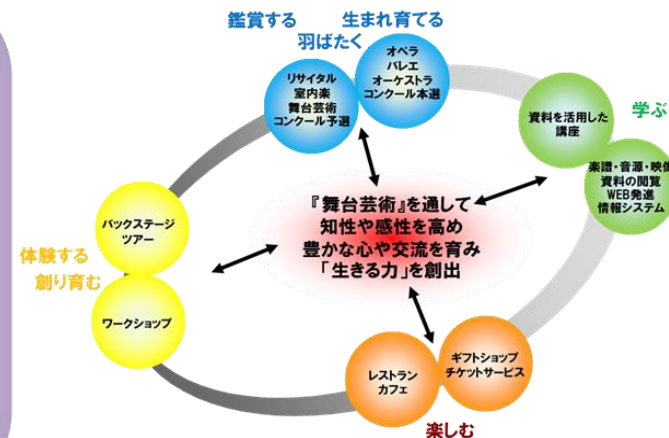 鑑賞する
生まれ育てる
羽ばたく
リサイタル
室内楽
舞台芸術
コンクール予選
オペラ
バレエ
オーケストラ
コンクール本選
学ぶ
資料を活用した
講座
楽譜・音源・映像
資料の閲覧
WEB発進
情報システム
『舞台芸術』を通して
知性や感性を高め
豊かな心や交流を育み
「生きる力」を創出
バックステージ
ツアー
体験する
創り育む
ワークショップ
レストラン
カフェ
ギフトショップ
チケットサービス
楽しむ